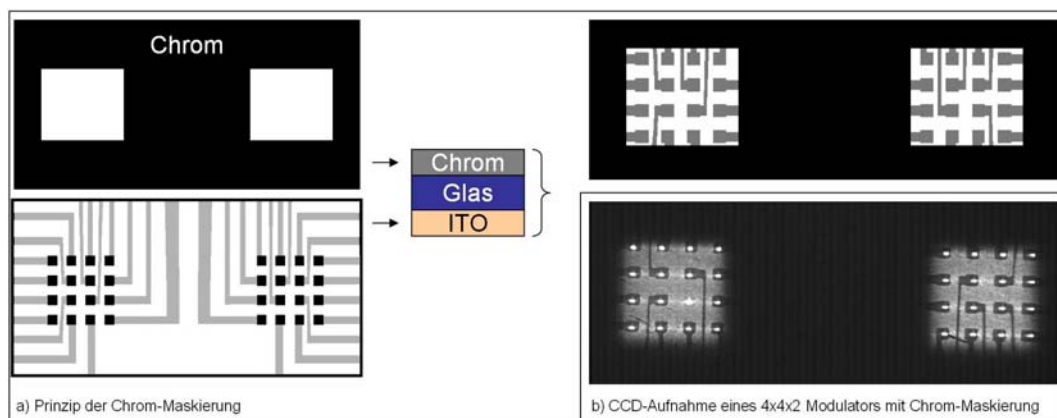 Chrom
Chrom
Glas
ITO
a) Prinzip der Chrom-Maskierung
b) CCD-Aufnahme eines 4x4x2 Modulators mit Chrom-Maskierung